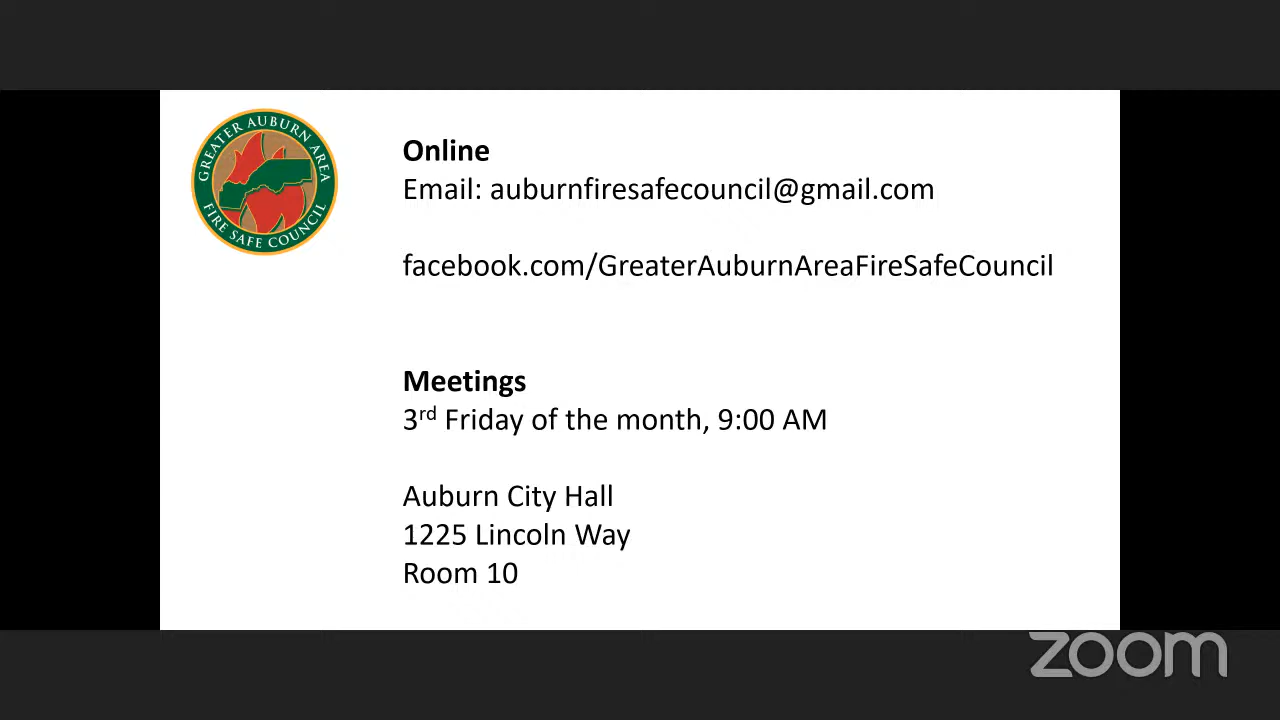 GREATER AUBURN AREA
FIRE SAFE COUNCIL
Online
Email: auburnfiresafecouncil@gmail.com
facebook.com/GreaterAuburnAreaFireSafeCouncil
Meetings
3rd Friday of the month, 9:00 AM
Auburn City Hall
1225 Lincoln Way
Room 10
zoom